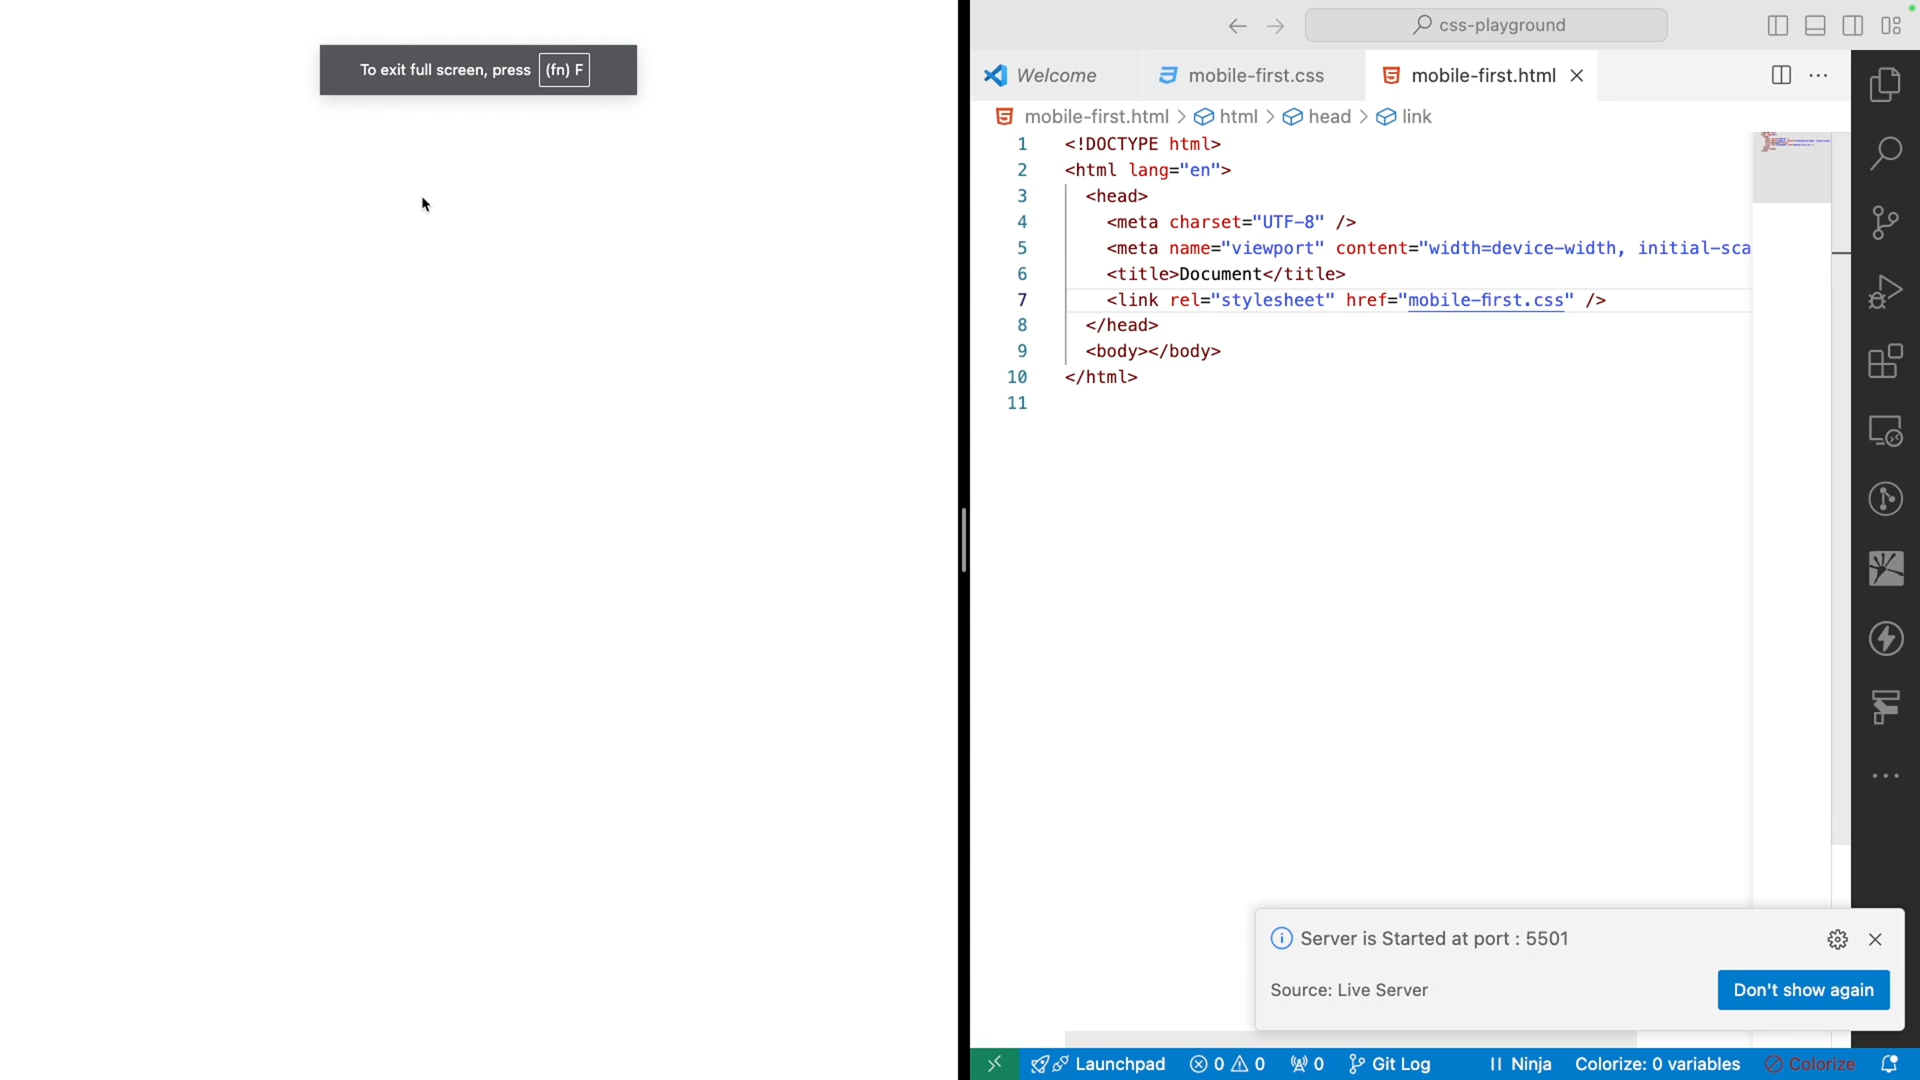 To exit full screen, press (fn) F
css-playground
Welcome
mobile-first.css
mobile-first.html
mobile-first.html > html > head > link
1 <!DOCTYPE html>
2 <html lang="en">
3 <head>
4 <meta charset="UTF-8" />
5 <meta name="viewport" content="width=device-width, initial-sca
6 <title>Document</title>
7 <link rel="stylesheet" href="mobile-first.css" />
8 </head>
9 <body></body>
10 </html>
11
Server is Started at port : 5501
Source: Live Server
Don't show again
Launchpad 0 0 0 Git Log Ninja Colorize: 0 variables Colorize